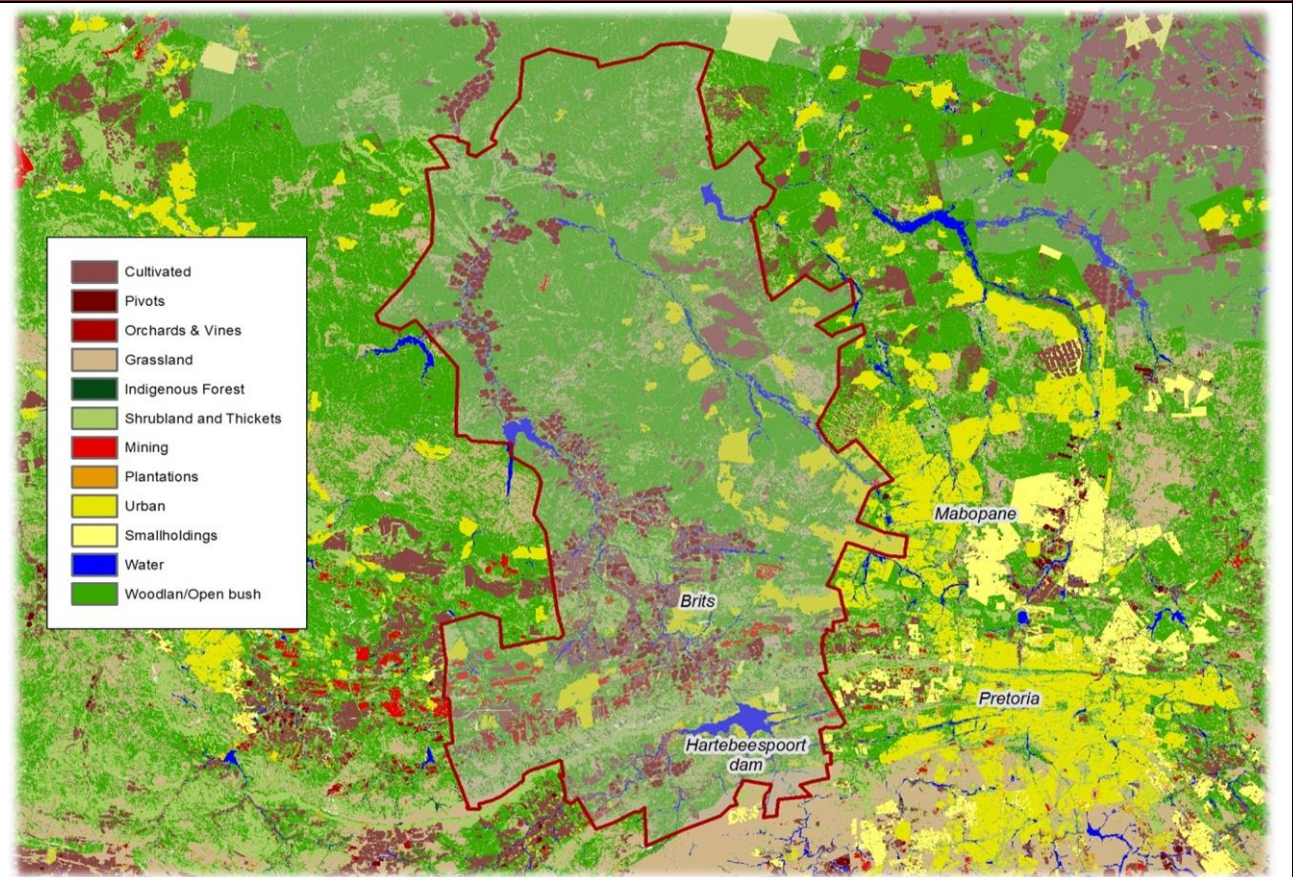 Cultivated
Pivots
Orchards & Vines
Grassland
Indigenous Forest
Shrubland and Thickets
Mining
Plantations
Urban
Smallholdings
Water
Woodlan/Open bush
Mabopane
Brits
Pretoria
Hartebeespoort
dam